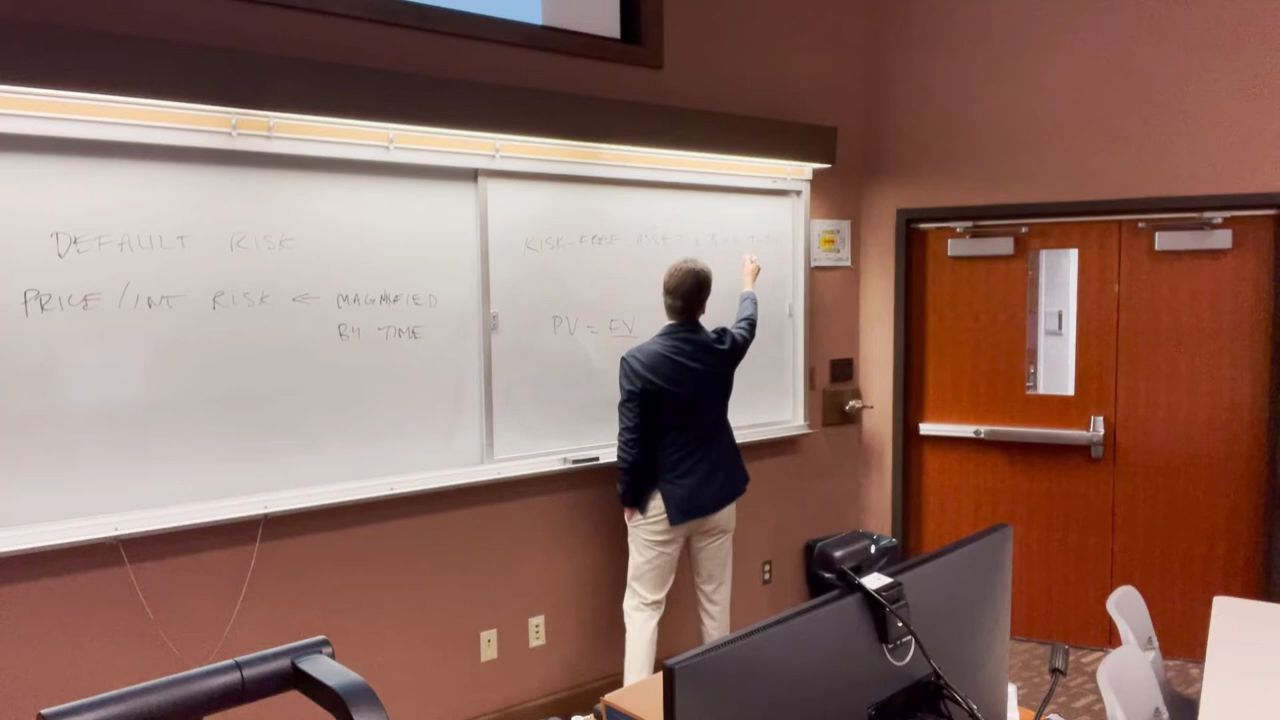 DEFAULT RISK
PRICE/INT RISK ← MAGNIFIED
BY TIME
RISK-FREE ASSET
PV = FV